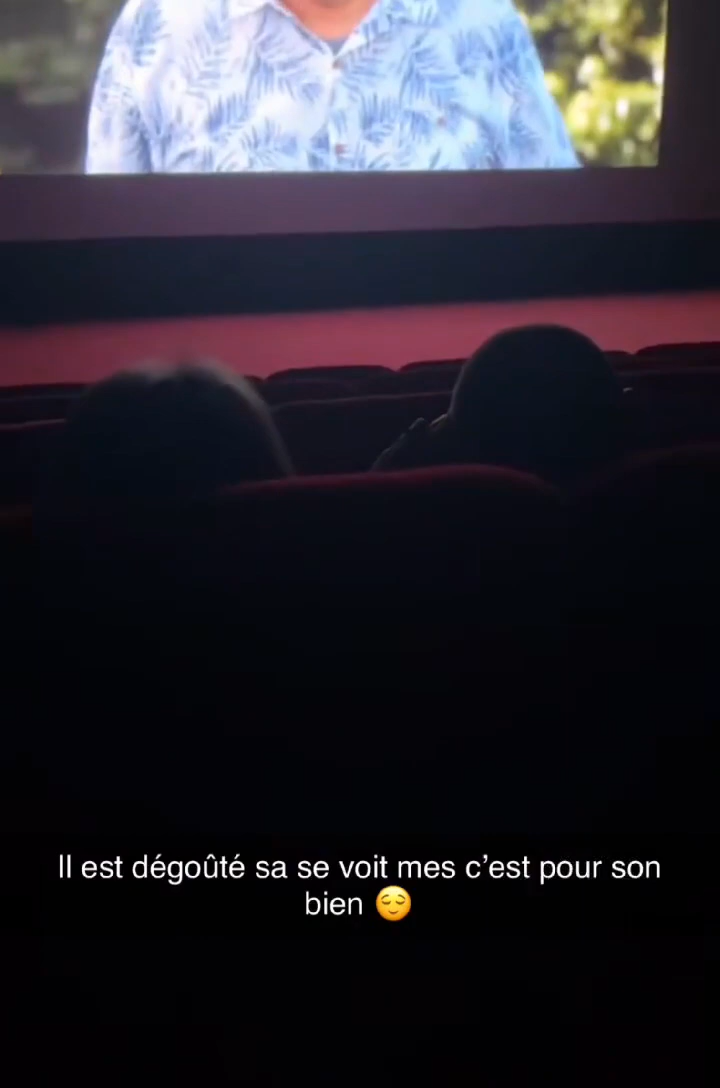 Il est dégoûté sa se voit mes c’est pour son
bien 😌